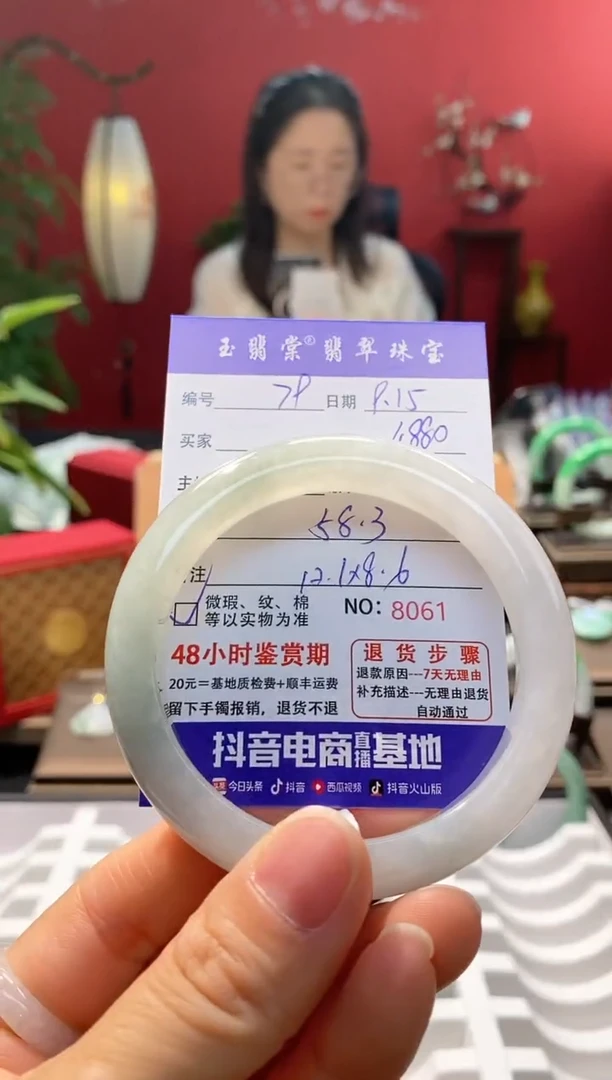 玉翡棠®翡翠珠宝
编号 78 日期 9.15
买家 1880
58.3
注 12.1x8.6
微瑕、纹、棉
等以实物为准
NO: 8061
48小时鉴赏期
20元=基地质检费+顺丰运费
留下手镯报销，退货不退
退货步骤
退款原因---7天无理由
补充描述---无理由退货
自动通过
抖音电商直播基地
今日头条 抖音 西瓜视频 抖音火山版